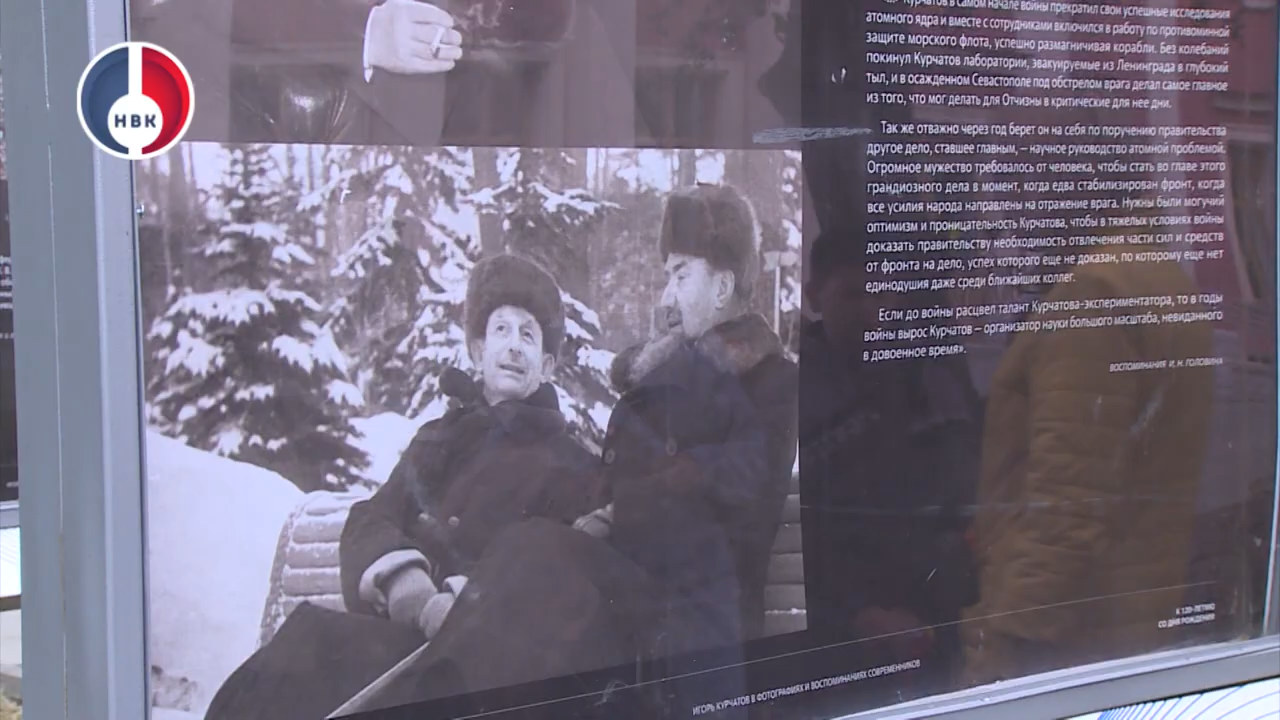 Курчатов в самом начале войны прекратил свои успешные исследования
атомного ядра и вместе с сотрудниками включился в работу по противоминной
защите морского флота, успешно размагничивая корабли. Без колебаний
покинул Курчатов лаборатории, эвакуируемые из Ленинграда в глубокий
тыл, и в осажденном Севастополе под обстрелом врага делал самое главное
из того, что мог делать для Отчизны в критические для нее дни.
Так же отважно через год берет он на себя по поручению правительства
другое дело, ставшее главным, – научное руководство атомной проблемой.
Огромное мужество требовалось от человека, чтобы стать во главе этого
грандиозного дела в момент, когда едва стабилизирован фронт, когда
все усилия народа направлены на отражение врага. Нужны были могучий
оптимизм и проницательность Курчатова, чтобы в тяжелых условиях войны
доказать правительству необходимость отвлечения части сил и средств
от фронта на дело, успех которого еще не доказан, по которому еще нет
единодушия даже среди ближайших коллег.
Если до войны расцвел талант Курчатова-экспериментатора, то в годы
войны вырос Курчатов – организатор науки большого масштаба, невиданного
в довоенное время».
ВОСПОМИНАНИЯ И. Н. ГОЛОВИНА
К 120-ЛЕТИЮ
СО ДНЯ РОЖДЕНИЯ
ИГОРЬ КУРЧАТОВ В ФОТОГРАФИЯХ И ВОСПОМИНАНИЯХ СОВРЕМЕННИКОВ
НВК